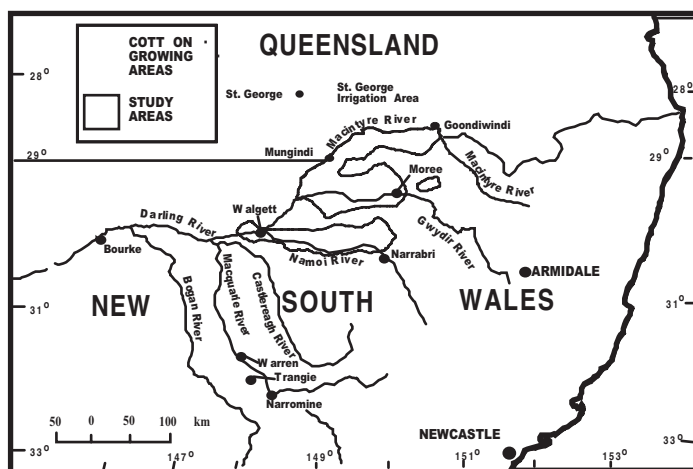 COTT ON
GROWING
AREAS
STUDY
AREAS
QUEENSLAND
28°
28°
St. George
St. George
Irrigation Area
Macintyre River
Goondiwindi
Mungindi
29°
29°
Macintyre River
Moree
Walgett
Darling River
Gwydir River
Bourke
Namoi River
Narrabri
ARMIDALE
NEW
SOUTH
WALES
31°
31°
Bogan River
Macquarie River
Castlereagh River
Warren
Trangie
Narromine
50 0 50 100 km
NEWCASTLE
33°
33°
147°
149°
151°
153°